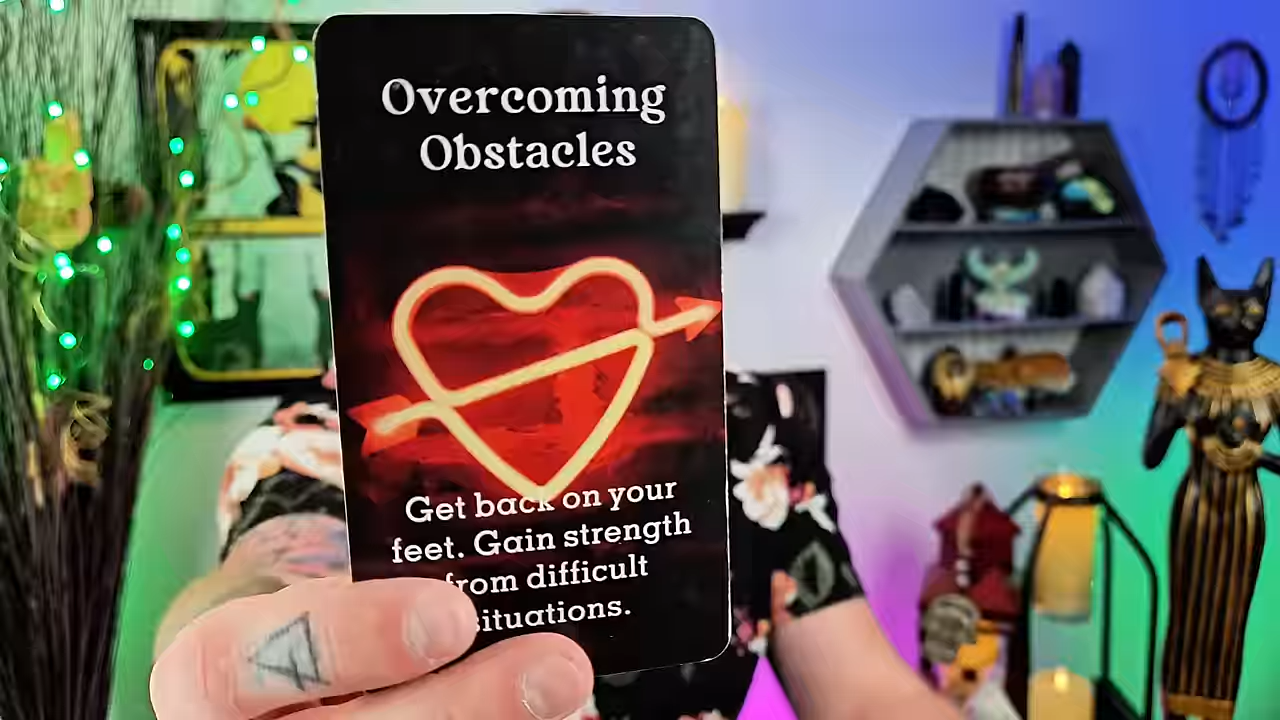 Overcoming
Obstacles
Get back on your
feet. Gain strength
from difficult
situations.